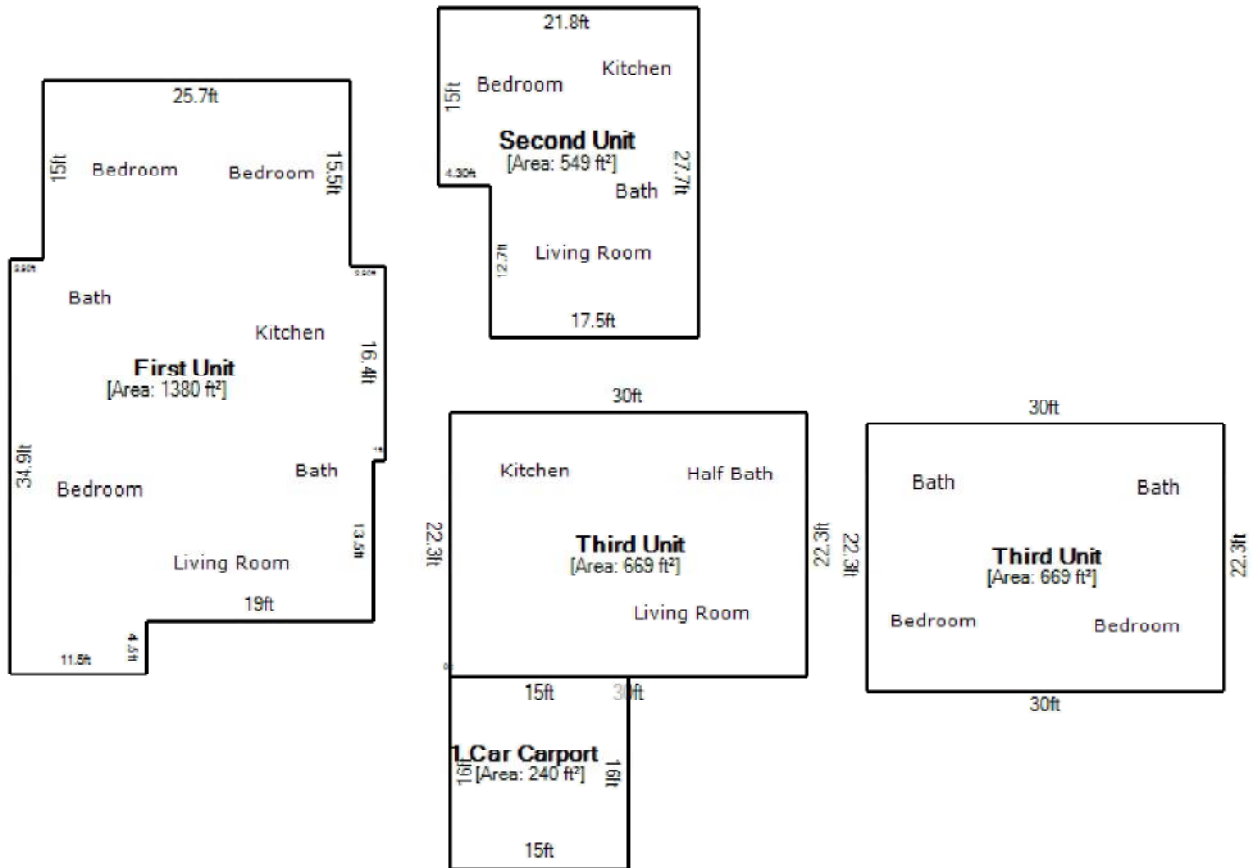 25.7ft
15ft
Bedroom
Bedroom
15.5ft
Bath
Kitchen
16.4ft
First Unit
[Area: 1380 ft²]
34.9ft
Bedroom
Bath
13.5ft
Living Room
19ft
4.5ft
11.5ft
21.8ft
Kitchen
Bedroom
15ft
Second Unit
[Area: 549 ft²]
4.30ft
27.7ft
Bath
Living Room
12.7ft
17.5ft
30ft
Kitchen
Half Bath
22.3ft
Third Unit
[Area: 669 ft²]
22.3ft
Living Room
15ft
30ft
1 Car Carport
[Area: 240 ft²]
16ft
16ft
15ft
30ft
Bath
Bath
22.3ft
Third Unit
[Area: 669 ft²]
22.3ft
Bedroom
Bedroom
30ft